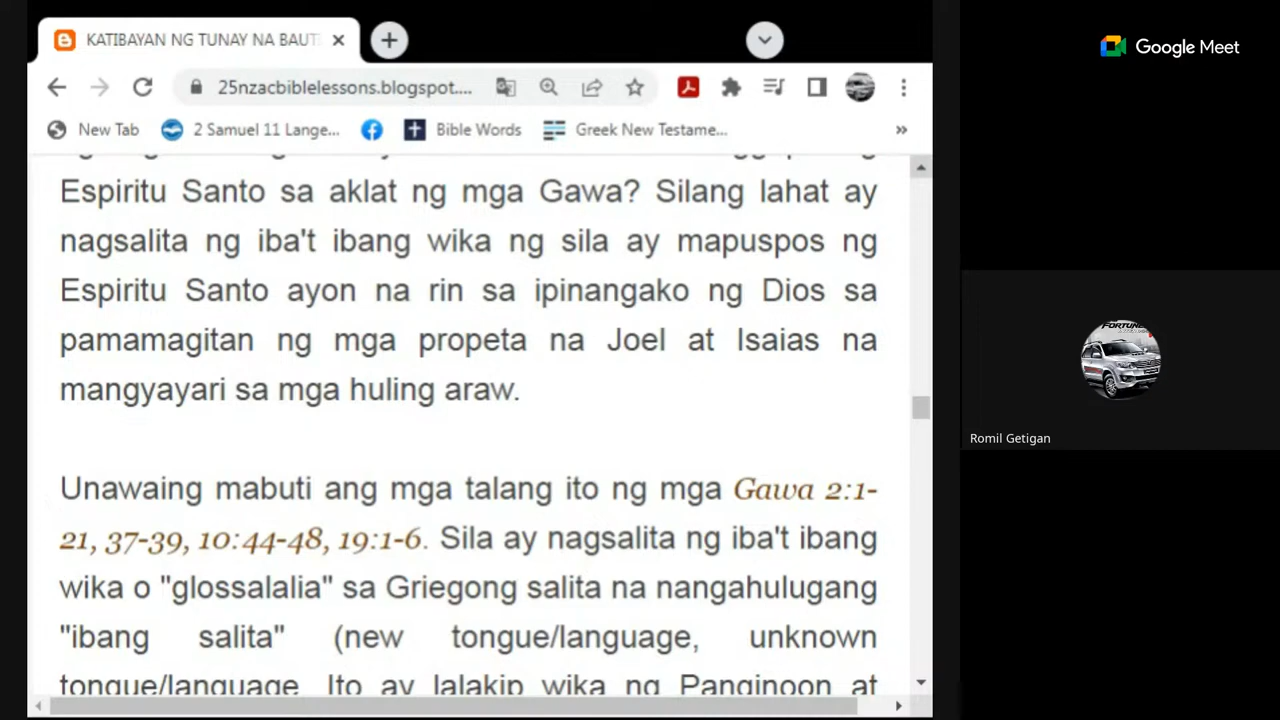 KATIBAYAN NG TUNAY NA BAUT
Google Meet
25nzacbiblelessons.blogspot....
New Tab
2 Samuel 11 Lange...
Bible Words
Greek New Testame...
»
Espiritu Santo sa aklat ng mga Gawa? Silang lahat ay
nagsalita ng iba't ibang wika ng sila ay mapuspos ng
Espiritu Santo ayon na rin sa ipinangako ng Dios sa
pamamagitan ng mga propeta na Joel at Isaias na
mangyayari sa mga huling araw.
Unawaing mabuti ang mga talang ito ng mga Gawa 2:1-
21, 37-39, 10:44-48, 19:1-6. Sila ay nagsalita ng iba't ibang
wika o "glossalalia" sa Griegong salita na nangahulugang
"ibang salita" (new tongue/language, unknown
tongue/language. Ito ay lalakip wika ng Panginoon at
FORTUNE
Romil Getigan